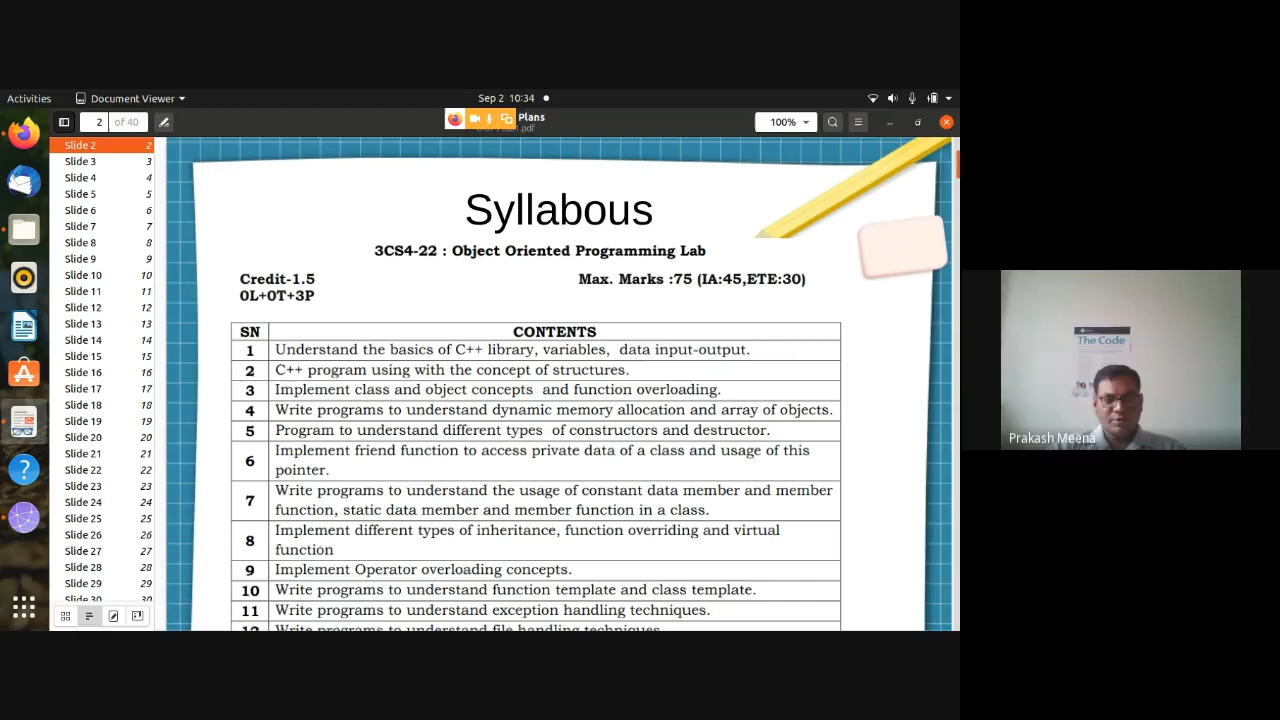 Activities
Document Viewer
Sep 2 10:34
2
of 40
Plans
100%
Slide 2 2
Slide 3 3
Slide 4 4
Slide 5 5
Slide 6 6
Slide 7 7
Slide 8 8
Slide 9 9
Slide 10 10
Slide 11 11
Slide 12 12
Slide 13 13
Slide 14 14
Slide 15 15
Slide 16 16
Slide 17 17
Slide 18 18
Slide 19 19
Slide 20 20
Slide 21 21
Slide 22 22
Slide 23 23
Slide 24 24
Slide 25 25
Slide 26 26
Slide 27 27
Slide 28 28
Slide 29 29
Slide 30 30
Syllabous
3CS4-22 : Object Oriented Programming Lab
Credit-1.5 Max. Marks :75 (IA:45,ETE:30)
0L+0T+3P
SN CONTENTS
1 Understand the basics of C++ library, variables, data input-output.
2 C++ program using with the concept of structures.
3 Implement class and object concepts and function overloading.
4 Write programs to understand dynamic memory allocation and array of objects.
5 Program to understand different types of constructors and destructor.
6 Implement friend function to access private data of a class and usage of this
pointer.
7 Write programs to understand the usage of constant data member and member
function, static data member and member function in a class.
8 Implement different types of inheritance, function overriding and virtual
function
9 Implement Operator overloading concepts.
10 Write programs to understand function template and class template.
11 Write programs to understand exception handling techniques.
12 Write programs to understand file handling techniques.
The Code
Prakash Meena